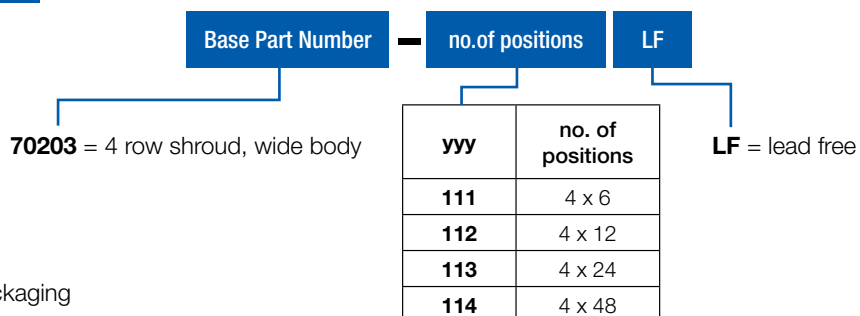 Base Part Number – no.of positions LF
70203 = 4 row shroud, wide body
yyy no. of positions
111 4 x 6
112 4 x 12
113 4 x 24
114 4 x 48
LF = lead free
ckaging